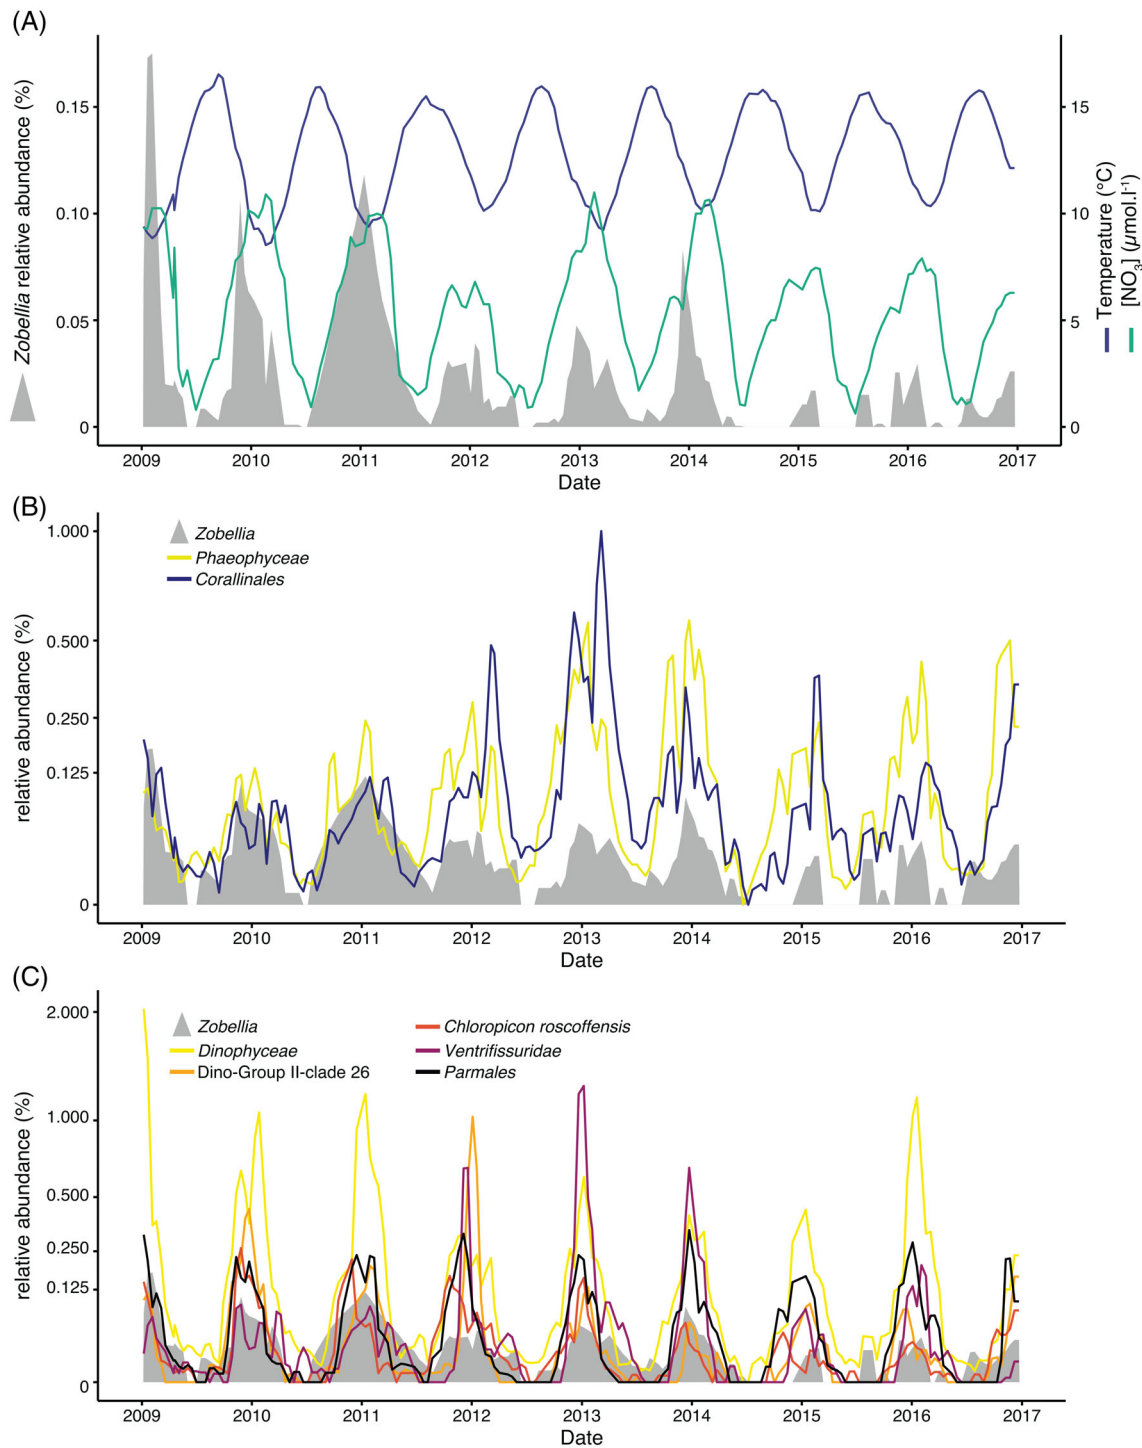 (A)
Zobellia relative abundance (%)
0.15
0.10
0.05
0
15
10
5
0
Temperature (°C)
[NO3] (µmol.l-1)
2009 2010 2011 2012 2013 2014 2015 2016 2017
Date
(B)
relative abundance (%)
1.000
0.500
0.250
0.125
0
Zobellia
Phaeophyceae
Corallinales
2009 2010 2011 2012 2013 2014 2015 2016 2017
Date
(C)
relative abundance (%)
2.000
1.000
0.500
0.250
0.125
0
Zobellia
Dinophyceae
Dino-Group II-clade 26
Chloropicon roscoffensis
Ventrifissuridae
Parmales
2009 2010 2011 2012 2013 2014 2015 2016 2017
Date